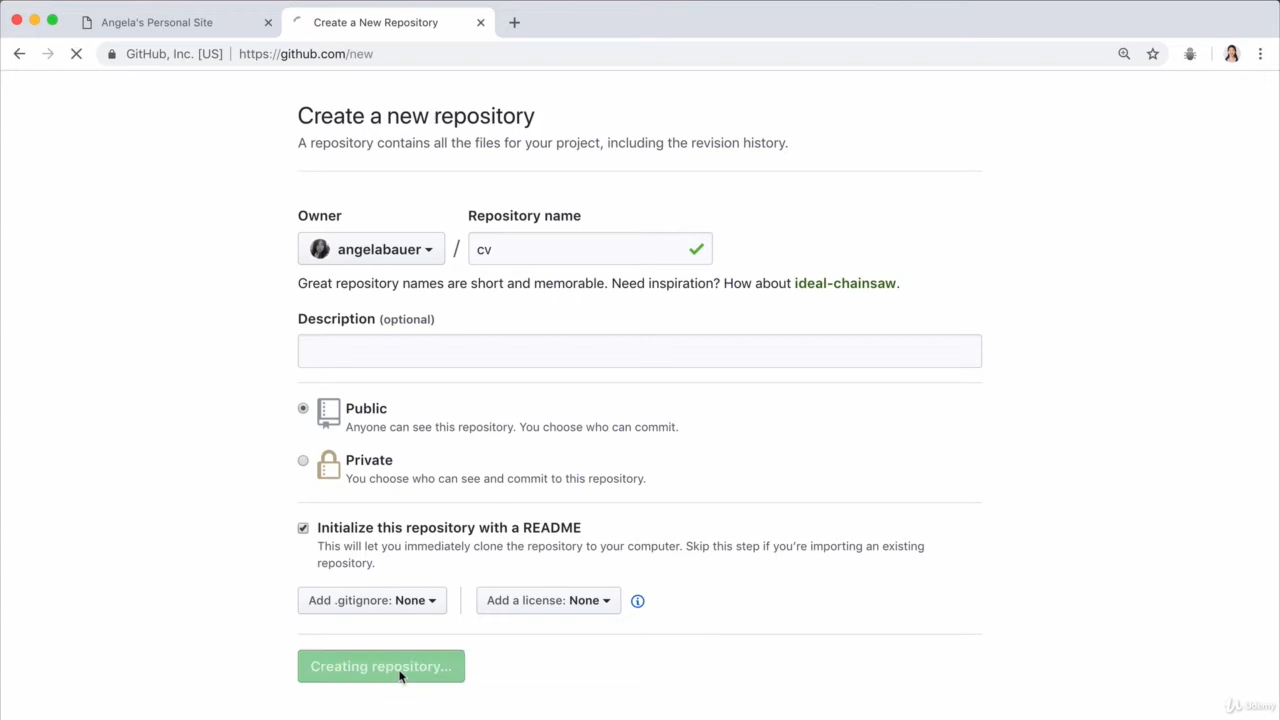 Angela's Personal Site
Create a New Repository
GitHub, Inc. [US] https://github.com/new
Create a new repository
A repository contains all the files for your project, including the revision history.
Owner Repository name
angelabauer / cv
Great repository names are short and memorable. Need inspiration? How about ideal-chainsaw.
Description (optional)
Public
Anyone can see this repository. You choose who can commit.
Private
You choose who can see and commit to this repository.
Initialize this repository with a README
This will let you immediately clone the repository to your computer. Skip this step if you're importing an existing
repository.
Add .gitignore: None Add a license: None
Creating repository...
Udemy